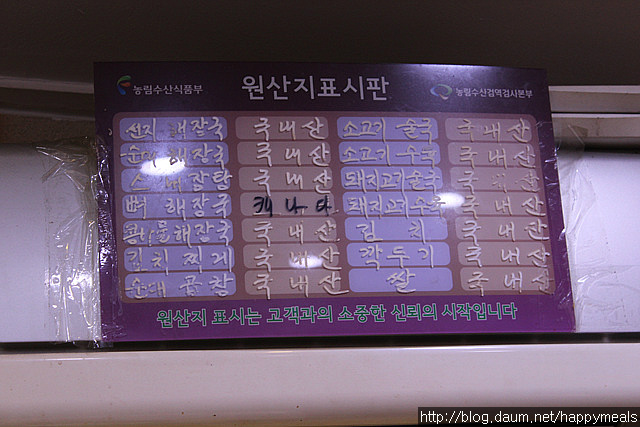 농림수산식품부 원산지표시판 농림수산검역검사본부
선지 해장국 국내산 소고기 술국 국내산
순대 해장국 국내산 소고기 수육 국내산
소 내장탕 국내산 돼지고기술국 국내산
뼈 해장국 캐나다 돼지고기수육 국내산
콩나물해장국 국내산 김치 국내산
김치찌게 국내산 깍두기 국내산
순대 곱창 국내산 쌀 국내산
원산지 표시는 고객과의 소중한 신뢰의 시작입니다
http://blog.daum.net/happymeals